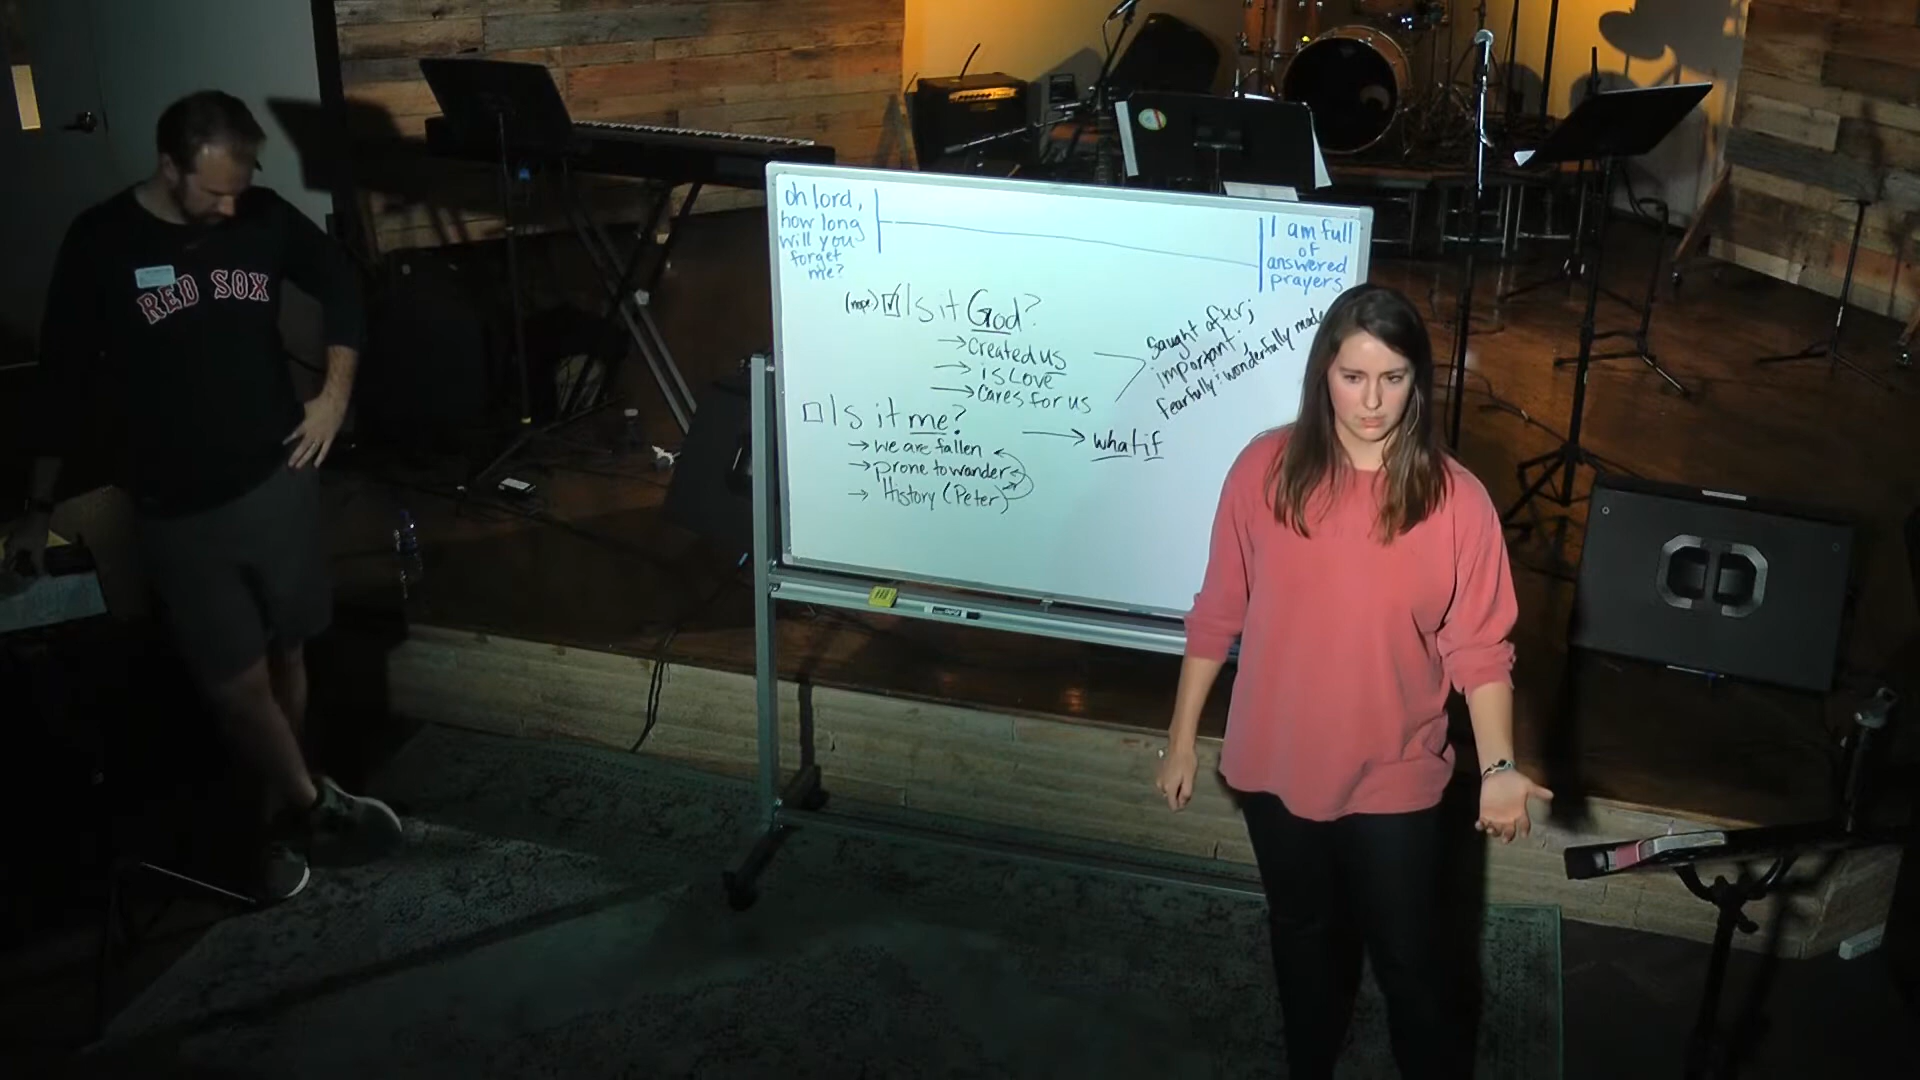 oh lord,
how long
will you
forget
me?
I am full
of
answered
prayers
(nope) Is it God?
→ Created us
→ is Love
→ Cares for us
Saught after;
important;
fearfully & wonderfully made
Is it me?
→ we are fallen
→ prone to wander
→ History (Peter)
→ what if
RED SOX